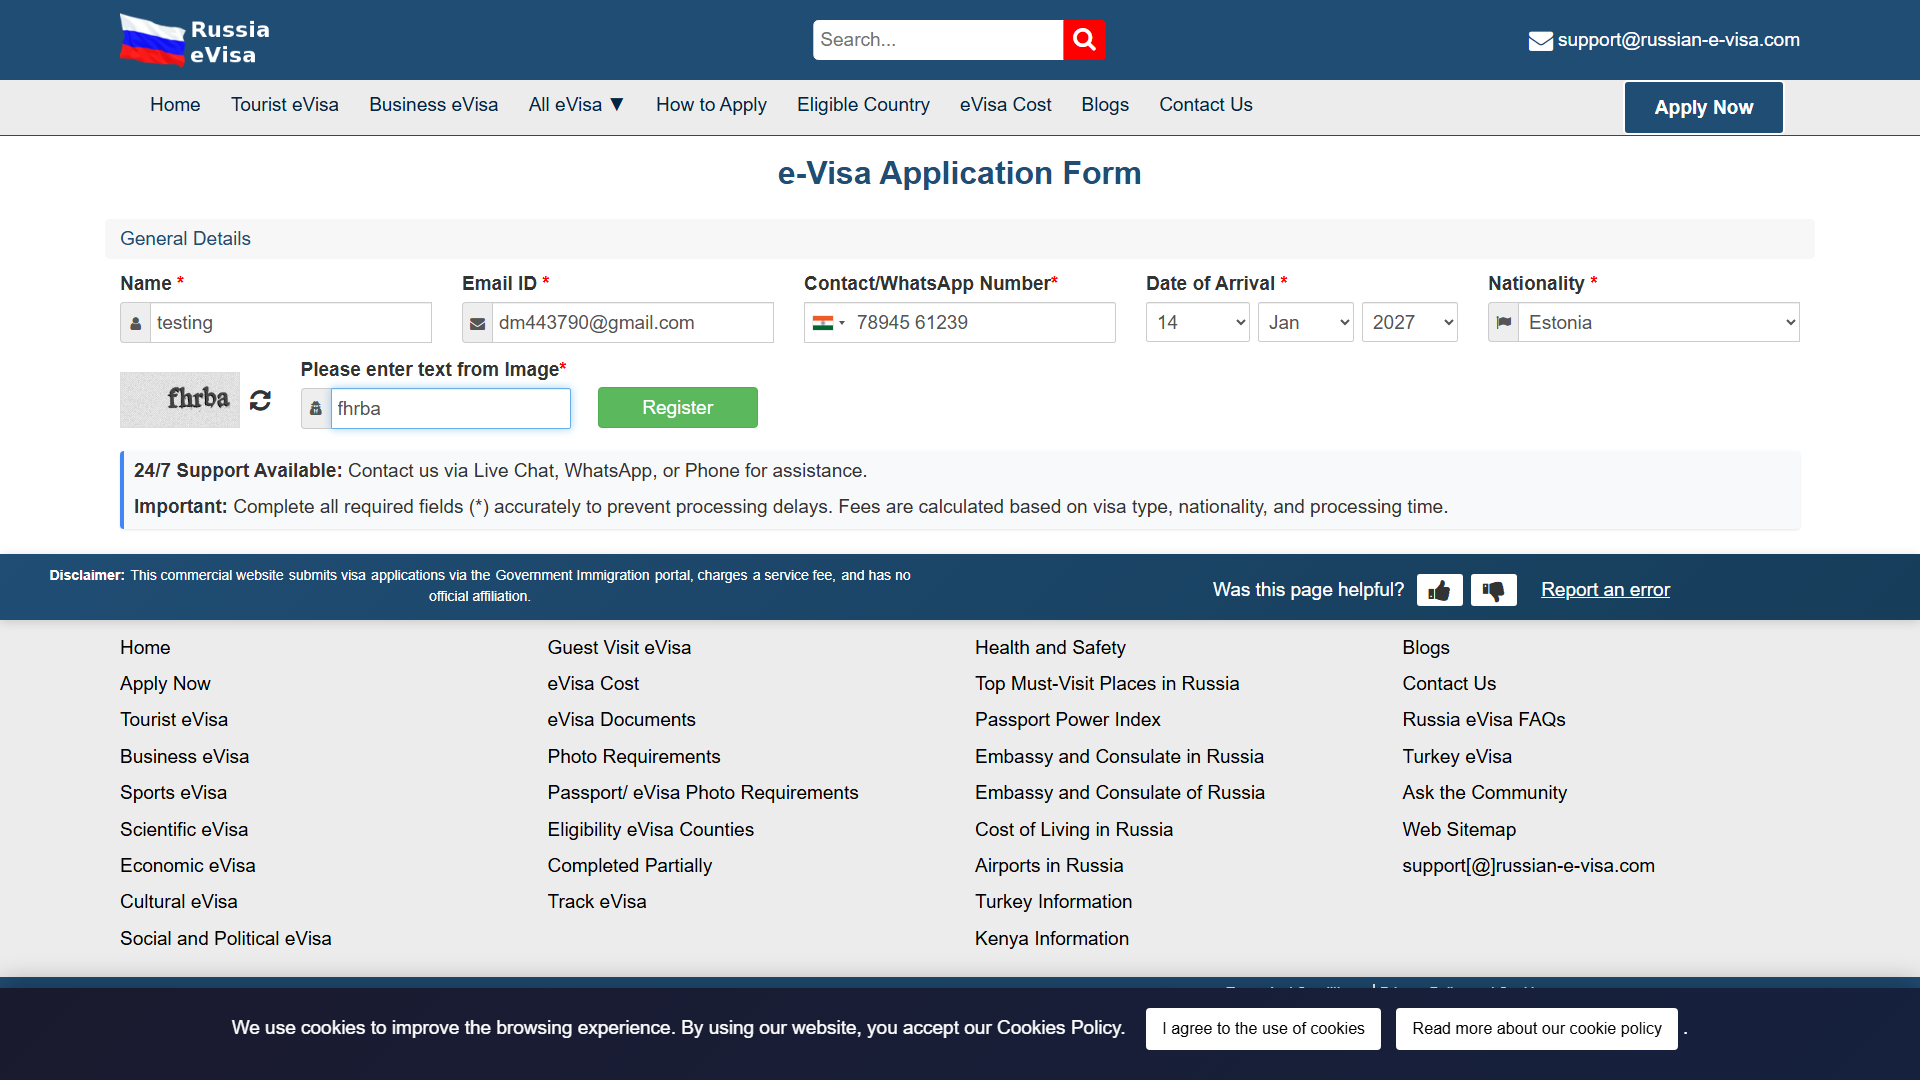 Russia
eVisa
Search...
support@russian-e-visa.com
Home
Tourist eVisa
Business eVisa
All eVisa ▼
How to Apply
Eligible Country
eVisa Cost
Blogs
Contact Us
Apply Now
e-Visa Application Form
General Details
Name *
Email ID *
Contact/WhatsApp Number*
Date of Arrival *
Nationality *
testing
dm443790@gmail.com
78945 61239
14
Jan
2027
Estonia
fhrba
Please enter text from Image*
fhrba
Register
24/7 Support Available: Contact us via Live Chat, WhatsApp, or Phone for assistance.
Important: Complete all required fields (*) accurately to prevent processing delays. Fees are calculated based on visa type, nationality, and processing time.
Disclaimer: This commercial website submits visa applications via the Government Immigration portal, charges a service fee, and has no
official affiliation.
Was this page helpful?
Report an error
Home
Apply Now
Tourist eVisa
Business eVisa
Sports eVisa
Scientific eVisa
Economic eVisa
Cultural eVisa
Social and Political eVisa
Guest Visit eVisa
eVisa Cost
eVisa Documents
Photo Requirements
Passport/ eVisa Photo Requirements
Eligibility eVisa Counties
Completed Partially
Track eVisa
Health and Safety
Top Must-Visit Places in Russia
Passport Power Index
Embassy and Consulate in Russia
Embassy and Consulate of Russia
Cost of Living in Russia
Airports in Russia
Turkey Information
Kenya Information
Blogs
Contact Us
Russia eVisa FAQs
Turkey eVisa
Ask the Community
Web Sitemap
support[@]russian-e-visa.com
We use cookies to improve the browsing experience. By using our website, you accept our Cookies Policy.
I agree to the use of cookies
Read more about our cookie policy
.